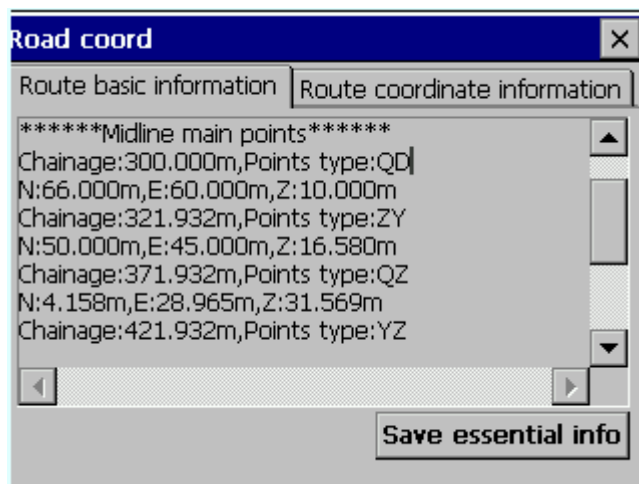 Road coord
Route basic information
Route coordinate information
******Midline main points******
Chainage:300.000m,Points type:QD
N:66.000m,E:60.000m,Z:10.000m
Chainage:321.932m,Points type:ZY
N:50.000m,E:45.000m,Z:16.580m
Chainage:371.932m,Points type:QZ
N:4.158m,E:28.965m,Z:31.569m
Chainage:421.932m,Points type:YZ
Save essential info